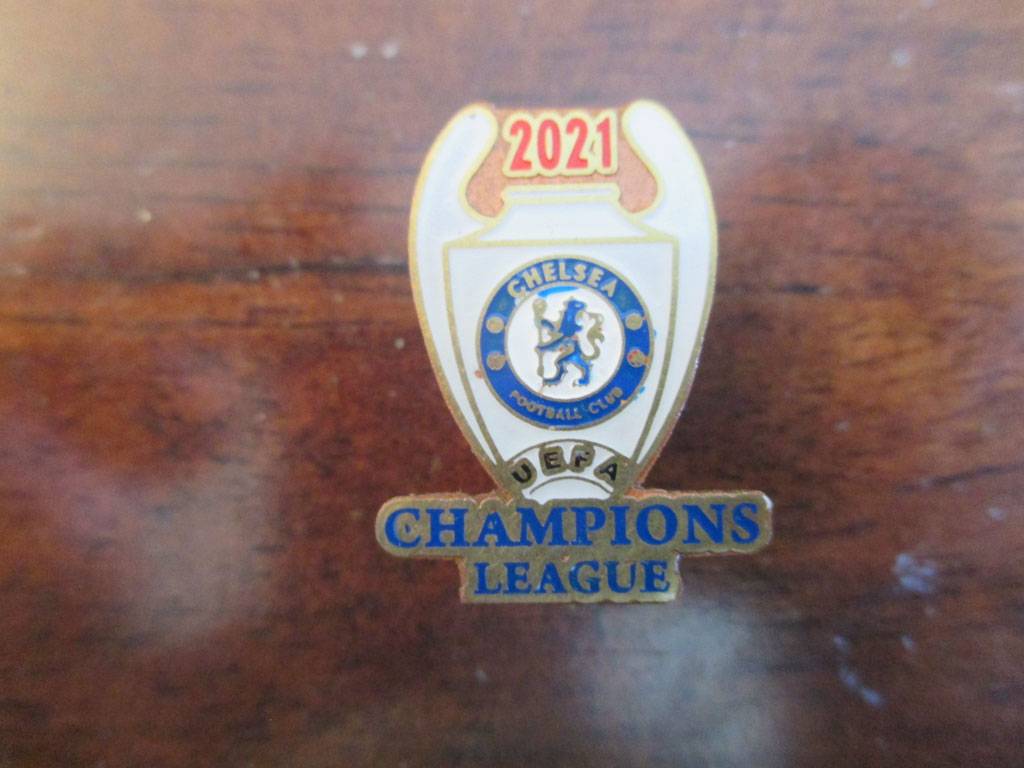 2021
CHELSEA
FOOTBALL CLUB
UEFA
CHAMPIONS
LEAGUE